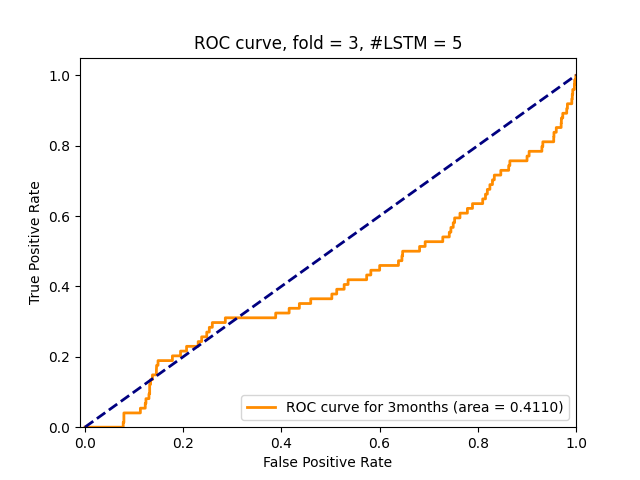 ROC curve, fold = 3, #LSTM = 5
True Positive Rate
1.0
0.8
0.6
0.4
0.2
0.0
ROC curve for 3months (area = 0.4110)
0.0 0.2 0.4 0.6 0.8 1.0
False Positive Rate